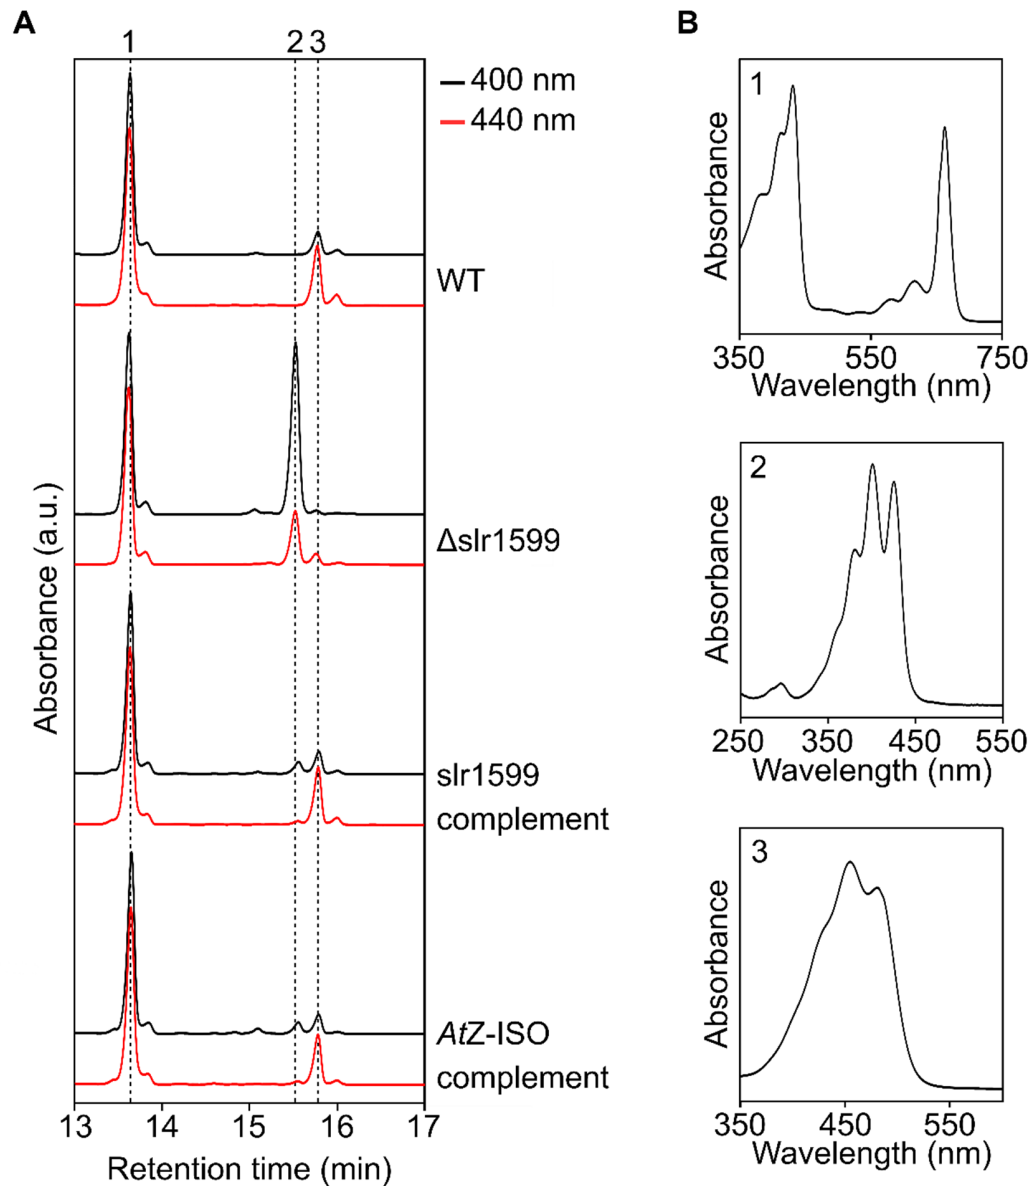 A
1
2
3
400 nm
440 nm
WT
Δslr1599
slr1599
complement
AtZ-ISO
complement
Absorbance (a.u.)
13 14 15 16 17
Retention time (min)
B
1
Absorbance
350 550 750
Wavelength (nm)
2
Absorbance
250 350 450 550
Wavelength (nm)
3
Absorbance
350 450 550
Wavelength (nm)